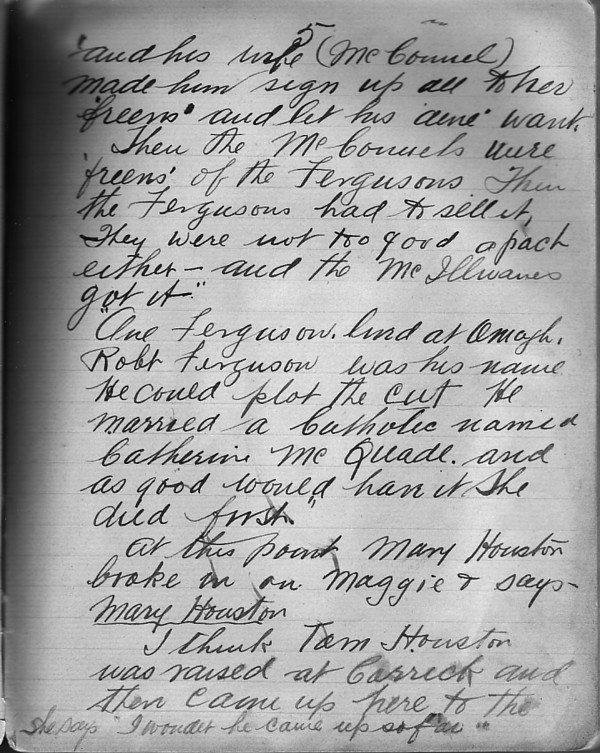 5
and his wife (McConnel)
made him sign up all to her
'freens' and let his 'aine' want.
Then the McConnels were
'freens' of the Fergusons Then
the Fergusons had to sell it,
They were not too good a pack
either - and the McIllwaines
got it."
"One Ferguson. lived at Omagh.
Robt Ferguson was his name
He could plot the cut He
married a Catholic named
Catherine McQuade. and
as good would have it She
died first."
At this point Mary Houston
broke in on Maggie & says-
Mary Houston
I think Tom Houston
was raised at Carrick and
then came up here to the
She says "I wonder he came up so far"